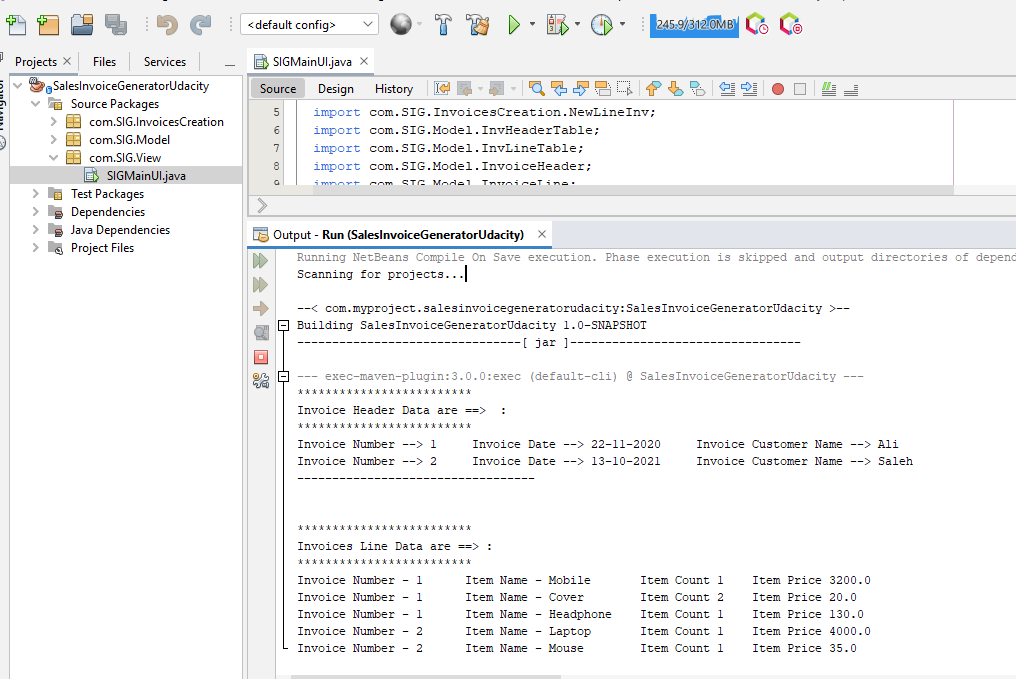 <default config>
245.9/312.0MB
Projects
Files
Services
SIGMainUI.java
SalesInvoiceGeneratorUdacity
Source Packages
com.SIG.InvoicesCreation
com.SIG.Model
com.SIG.View
SIGMainUI.java
Test Packages
Dependencies
Java Dependencies
Project Files
Source Design History
5 import com.SIG.InvoicesCreation.NewLineInv;
6 import com.SIG.Model.InvHeaderTable;
7 import com.SIG.Model.InvLineTable;
8 import com.SIG.Model.InvoiceHeader;
9 import com.SIG.Model.InvoiceLine;
Output - Run (SalesInvoiceGeneratorUdacity)
Running NetBeans Compile On Save execution. Phase execution is skipped and output directories of depend
Scanning for projects...
--< com.myproject.salesinvoicegeneratorudacity:SalesInvoiceGeneratorUdacity >--
Building SalesInvoiceGeneratorUdacity 1.0-SNAPSHOT
--------------------------------[ jar ]---------------------------------
--- exec-maven-plugin:3.0.0:exec (default-cli) @ SalesInvoiceGeneratorUdacity ---
*************************
Invoice Header Data are ==>  :
*************************
Invoice Number --> 1     Invoice Date --> 22-11-2020     Invoice Customer Name --> Ali
Invoice Number --> 2     Invoice Date --> 13-10-2021     Invoice Customer Name --> Saleh
----------------------------------
*************************
Invoices Line Data are ==> :
*************************
Invoice Number - 1      Item Name - Mobile       Item Count 1    Item Price 3200.0
Invoice Number - 1      Item Name - Cover        Item Count 2    Item Price 20.0
Invoice Number - 1      Item Name - Headphone    Item Count 1    Item Price 130.0
Invoice Number - 2      Item Name - Laptop       Item Count 1    Item Price 4000.0
Invoice Number - 2      Item Name - Mouse        Item Count 1    Item Price 35.0